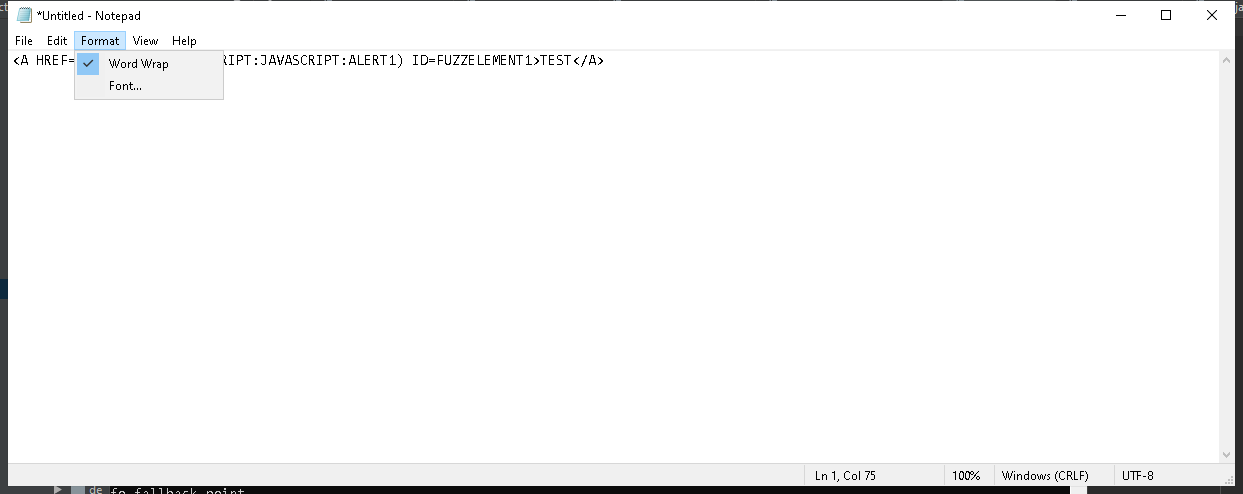 *Untitled - Notepad
File Edit Format View Help
<A HREF= RIPT:JAVASCRIPT:ALERT1) ID=FUZZELEMENT1>TEST</A>
Word Wrap
Font...
Ln 1, Col 75 100% Windows (CRLF) UTF-8
de fo fallback point